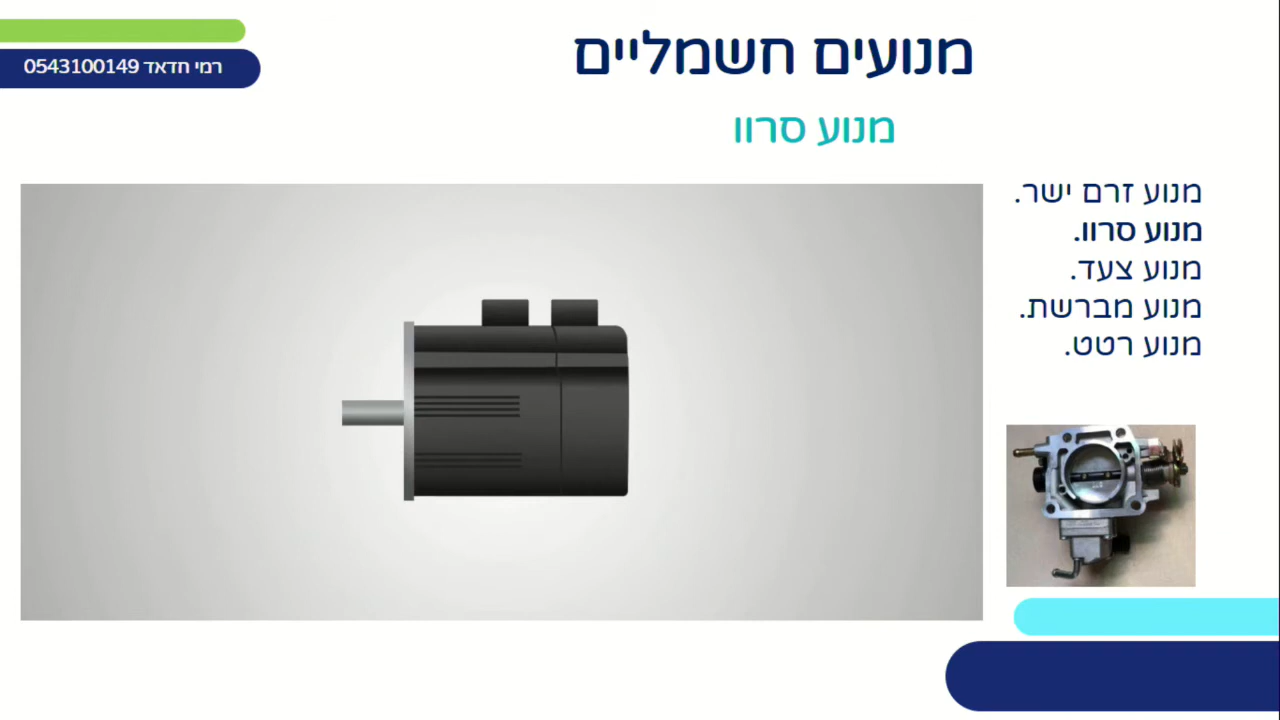 רמי חדאד 0543100149
מנועים חשמליים
מנוע סרוו
מנוע זרם ישר.
מנוע סרוו.
מנוע צעד.
מנוע מברשת.
מנוע רטט.